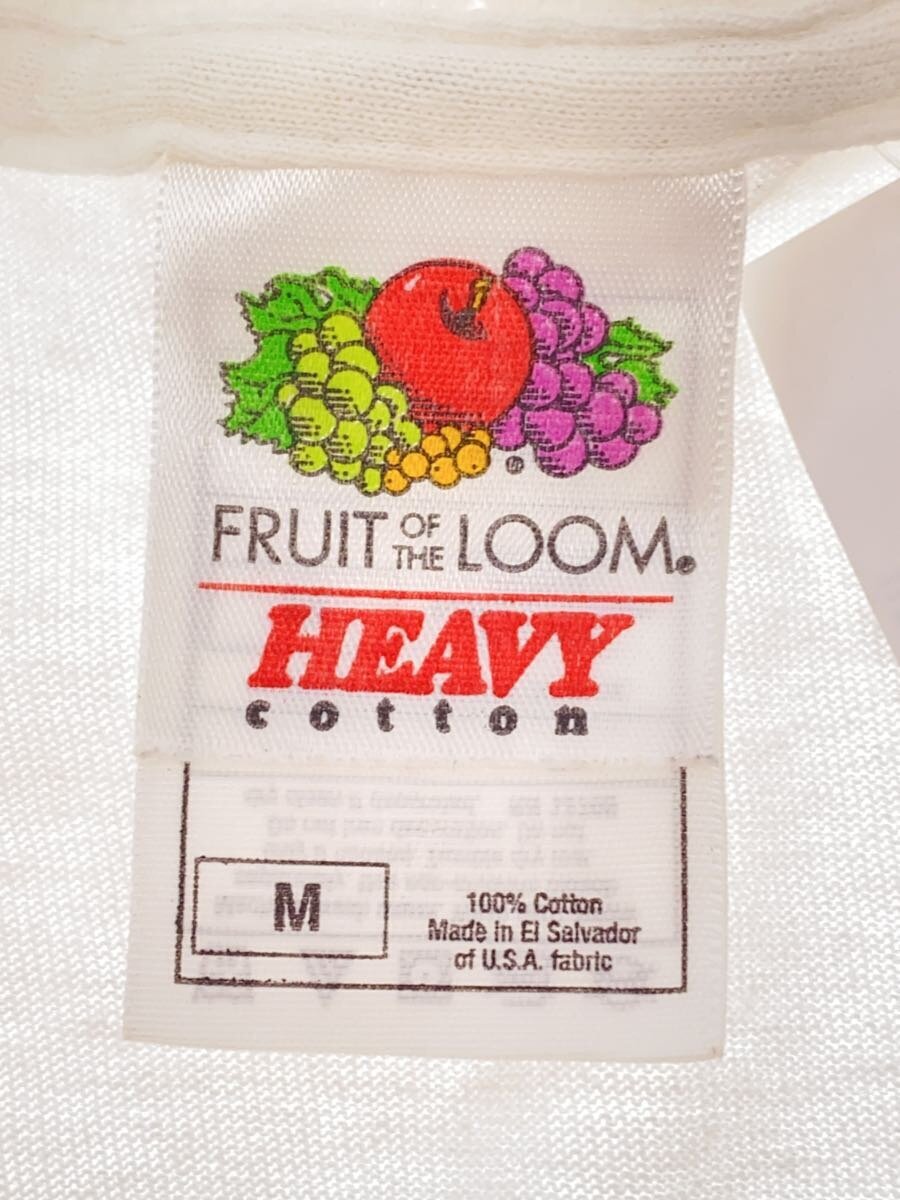 FRUIT OF THE LOOM®
HEAVY
cotton
M
100% Cotton
Made in El Salvador
of U.S.A. fabric